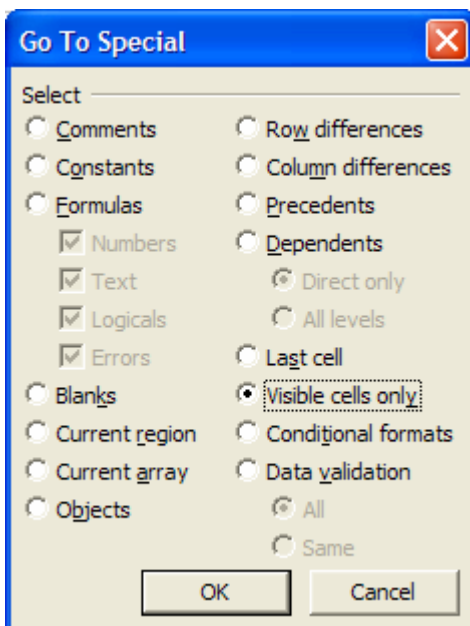 Go To Special
Select
Comments
Constants
Formulas
Numbers
Text
Logicals
Errors
Blanks
Current region
Current array
Objects
Row differences
Column differences
Precedents
Dependents
Direct only
All levels
Last cell
Visible cells only
Conditional formats
Data validation
All
Same
OK
Cancel